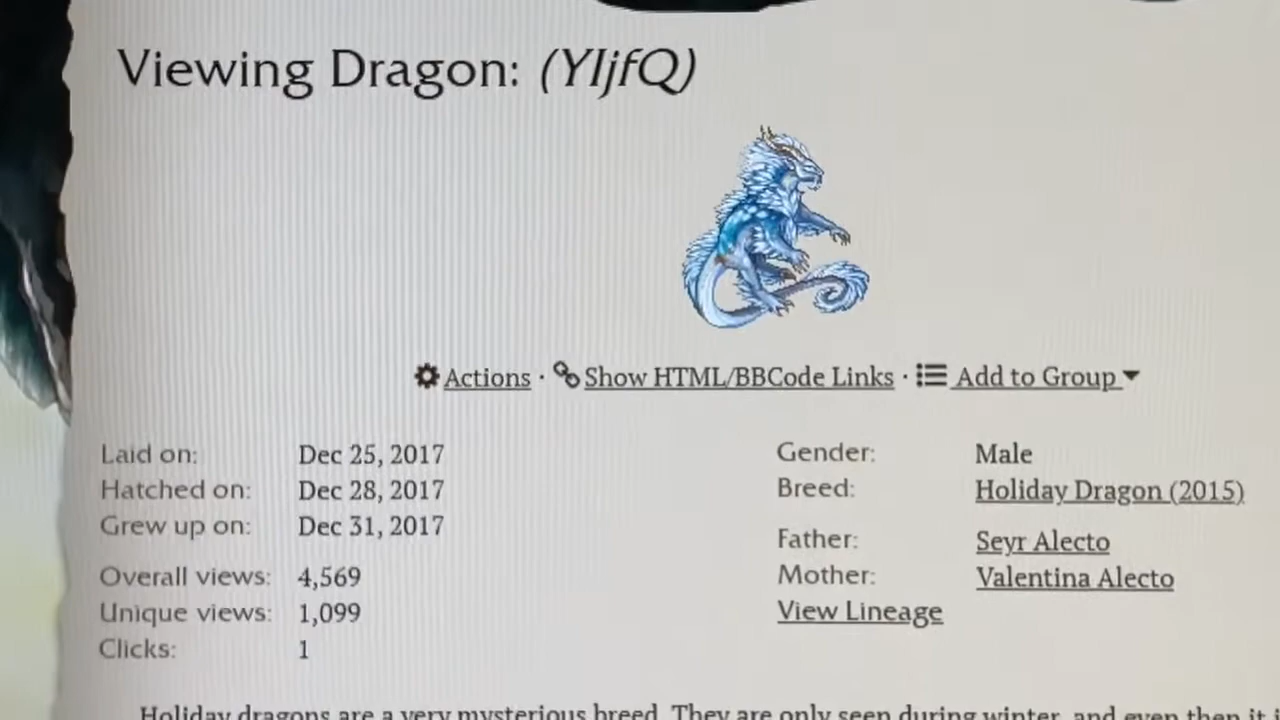 Viewing Dragon: (YIjfQ)
Actions · Show HTML/BBCode Links · Add to Group
Laid on: Dec 25, 2017
Hatched on: Dec 28, 2017
Grew up on: Dec 31, 2017
Overall views: 4,569
Unique views: 1,099
Clicks: 1
Gender: Male
Breed: Holiday Dragon (2015)
Father: Seyr Alecto
Mother: Valentina Alecto
View Lineage
Holiday dragons are a very mysterious breed. They are only seen during winter, and even then it i